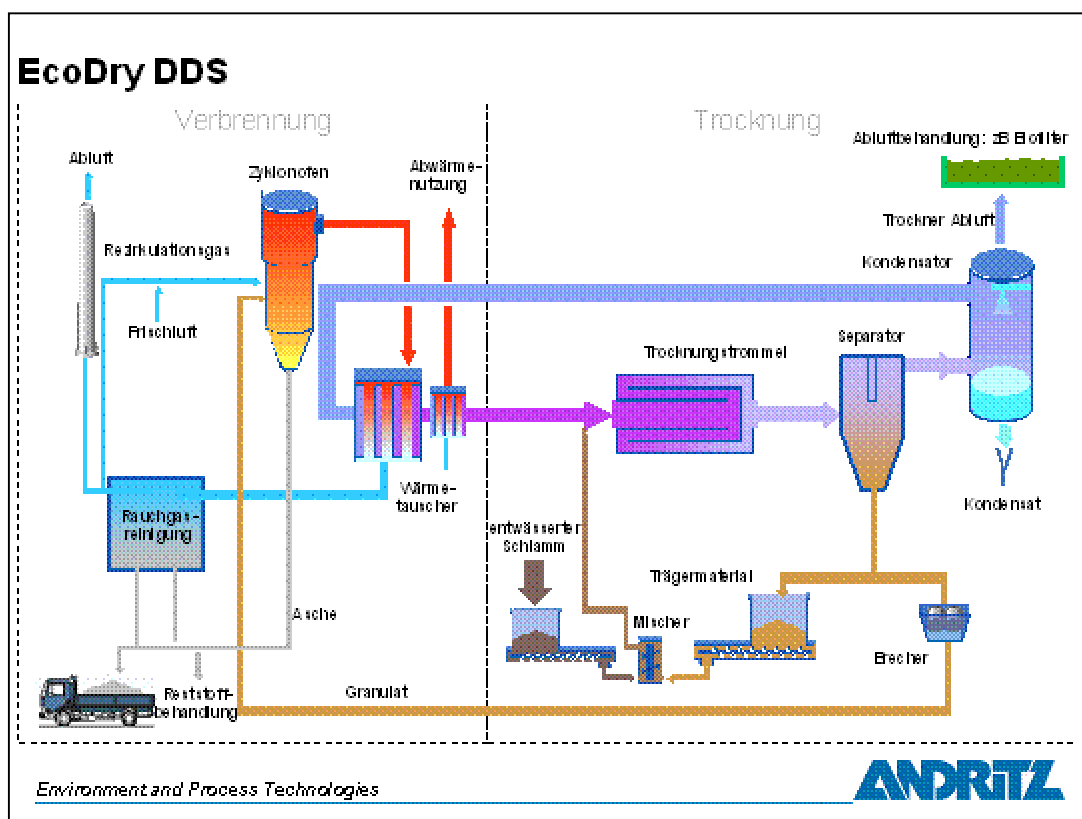 EcoDry DDS
Verbrennung
Trocknung
Abluft
Zyklonofen
Abwärme-
nutzung
Abluftbehandlung: zB Biofilter
Rezirkulationsgas
Trockner Abluft
Kondensator
Frischluft
Trocknungstrommel
Separator
Wärme-
tauscher
Kondensat
Rauchgas-
reinigung
entwässerter
Schlamm
Trägermaterial
Asche
Mischer
Brecher
Reststoff-
behandlung
Granulat
Environment and Process Technologies
ANDRITZ